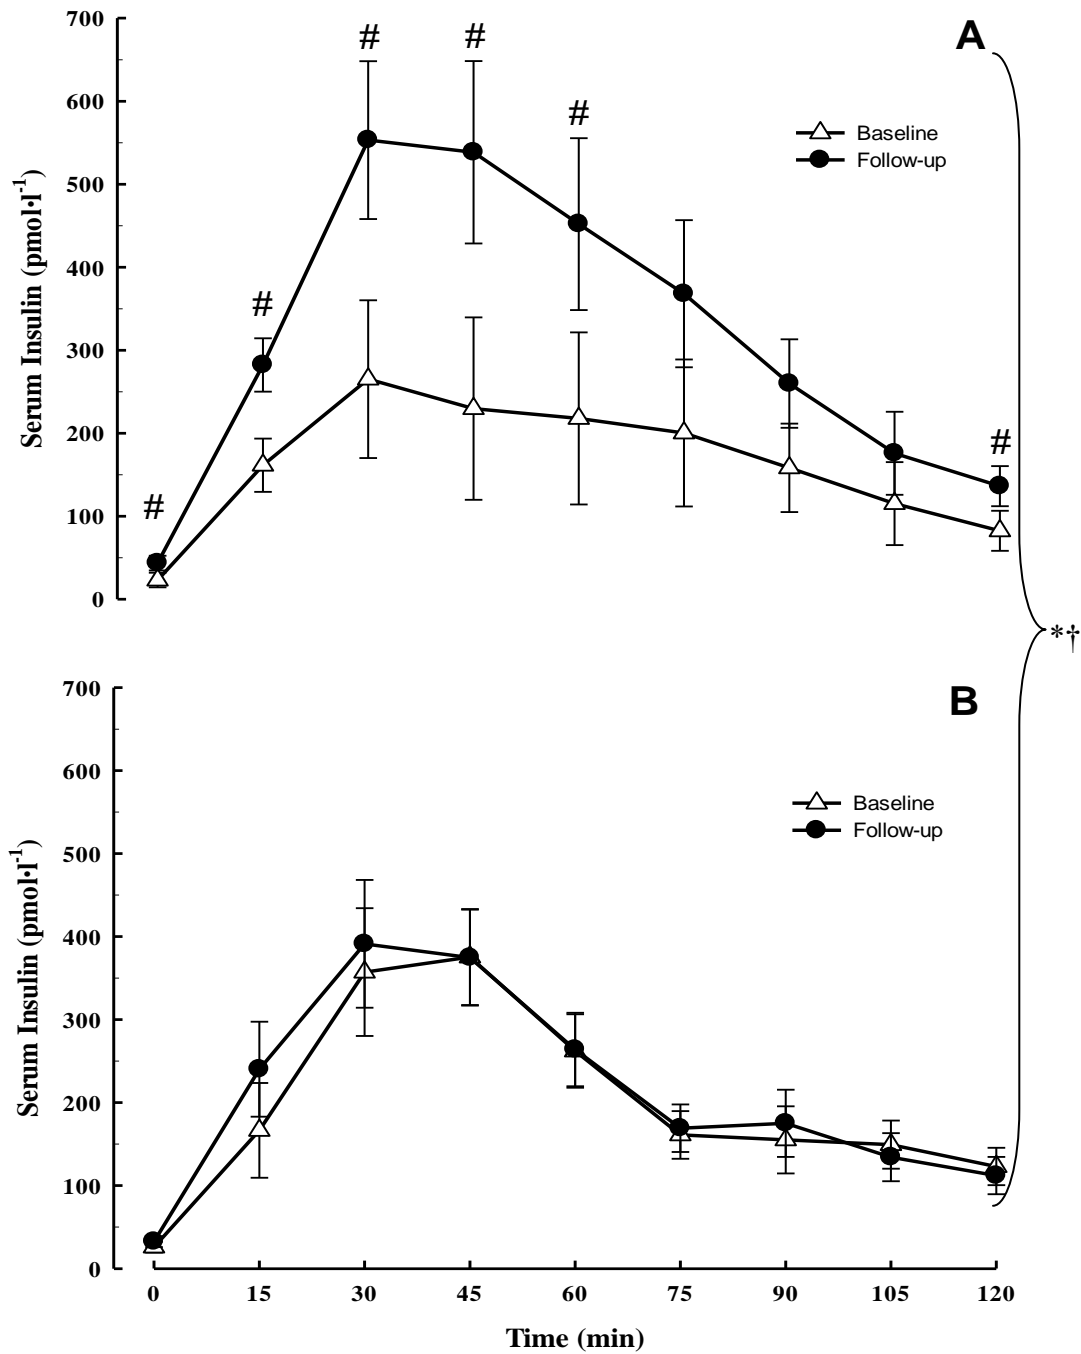 A
700
600
500
400
300
200
100
0
Serum Insulin (pmol·l⁻¹)
# # # # # #
Baseline
Follow-up
*†
B
700
600
500
400
300
200
100
0
Serum Insulin (pmol·l⁻¹)
Baseline
Follow-up
0 15 30 45 60 75 90 105 120
Time (min)